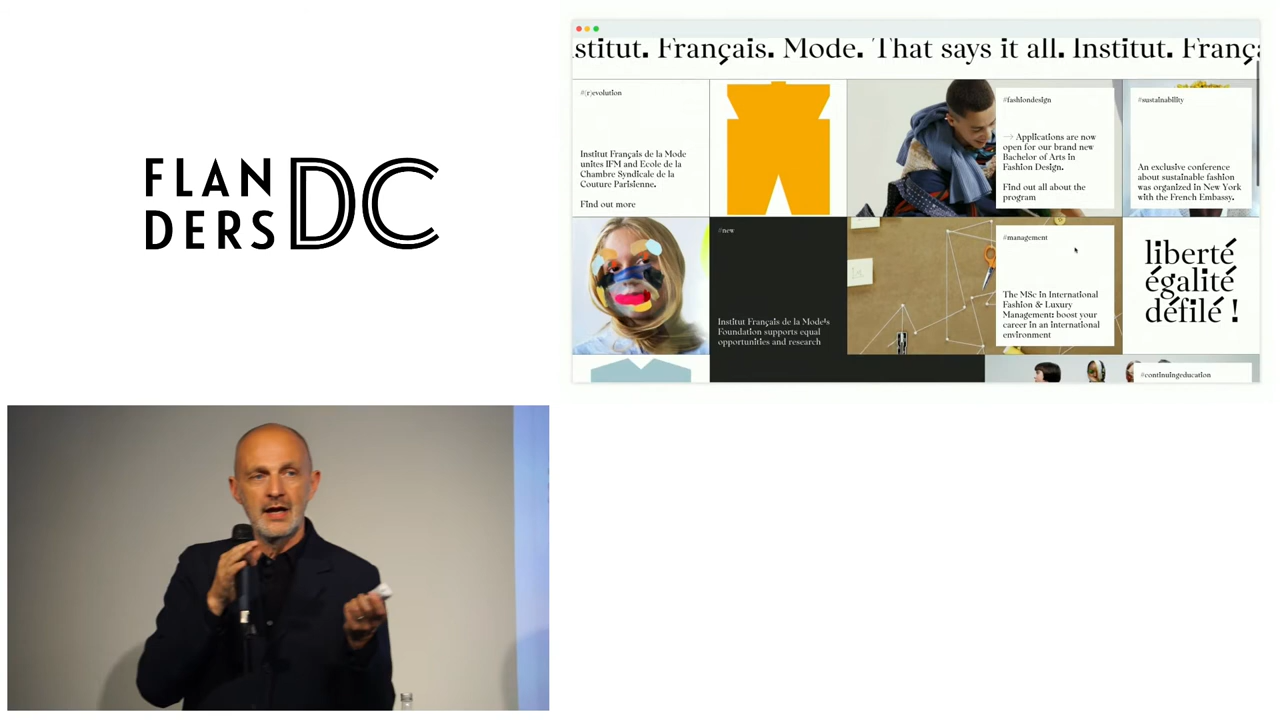 FLAN
DERS DC
stitut. Français. Mode. That says it all. Institut. Franç
#(r)evolution
Institut Français de la Mode
unites IFM and Ecole de la
Chambre Syndicale de la
Couture Parisienne.
Find out more
#fashiondesign
→ Applications are now
open for our brand new
Bachelor of Arts in
Fashion Design.
Find out all about the
program
#sustainability
An exclusive conference
about sustainable fashion
was organized in New York
with the French Embassy.
#new
Institut Français de la Mode's
Foundation supports equal
opportunities and research
#management
The MSc in International
Fashion & Luxury
Management: boost your
career in an international
environment
liberté
égalité
défilé !
#continuingeducation